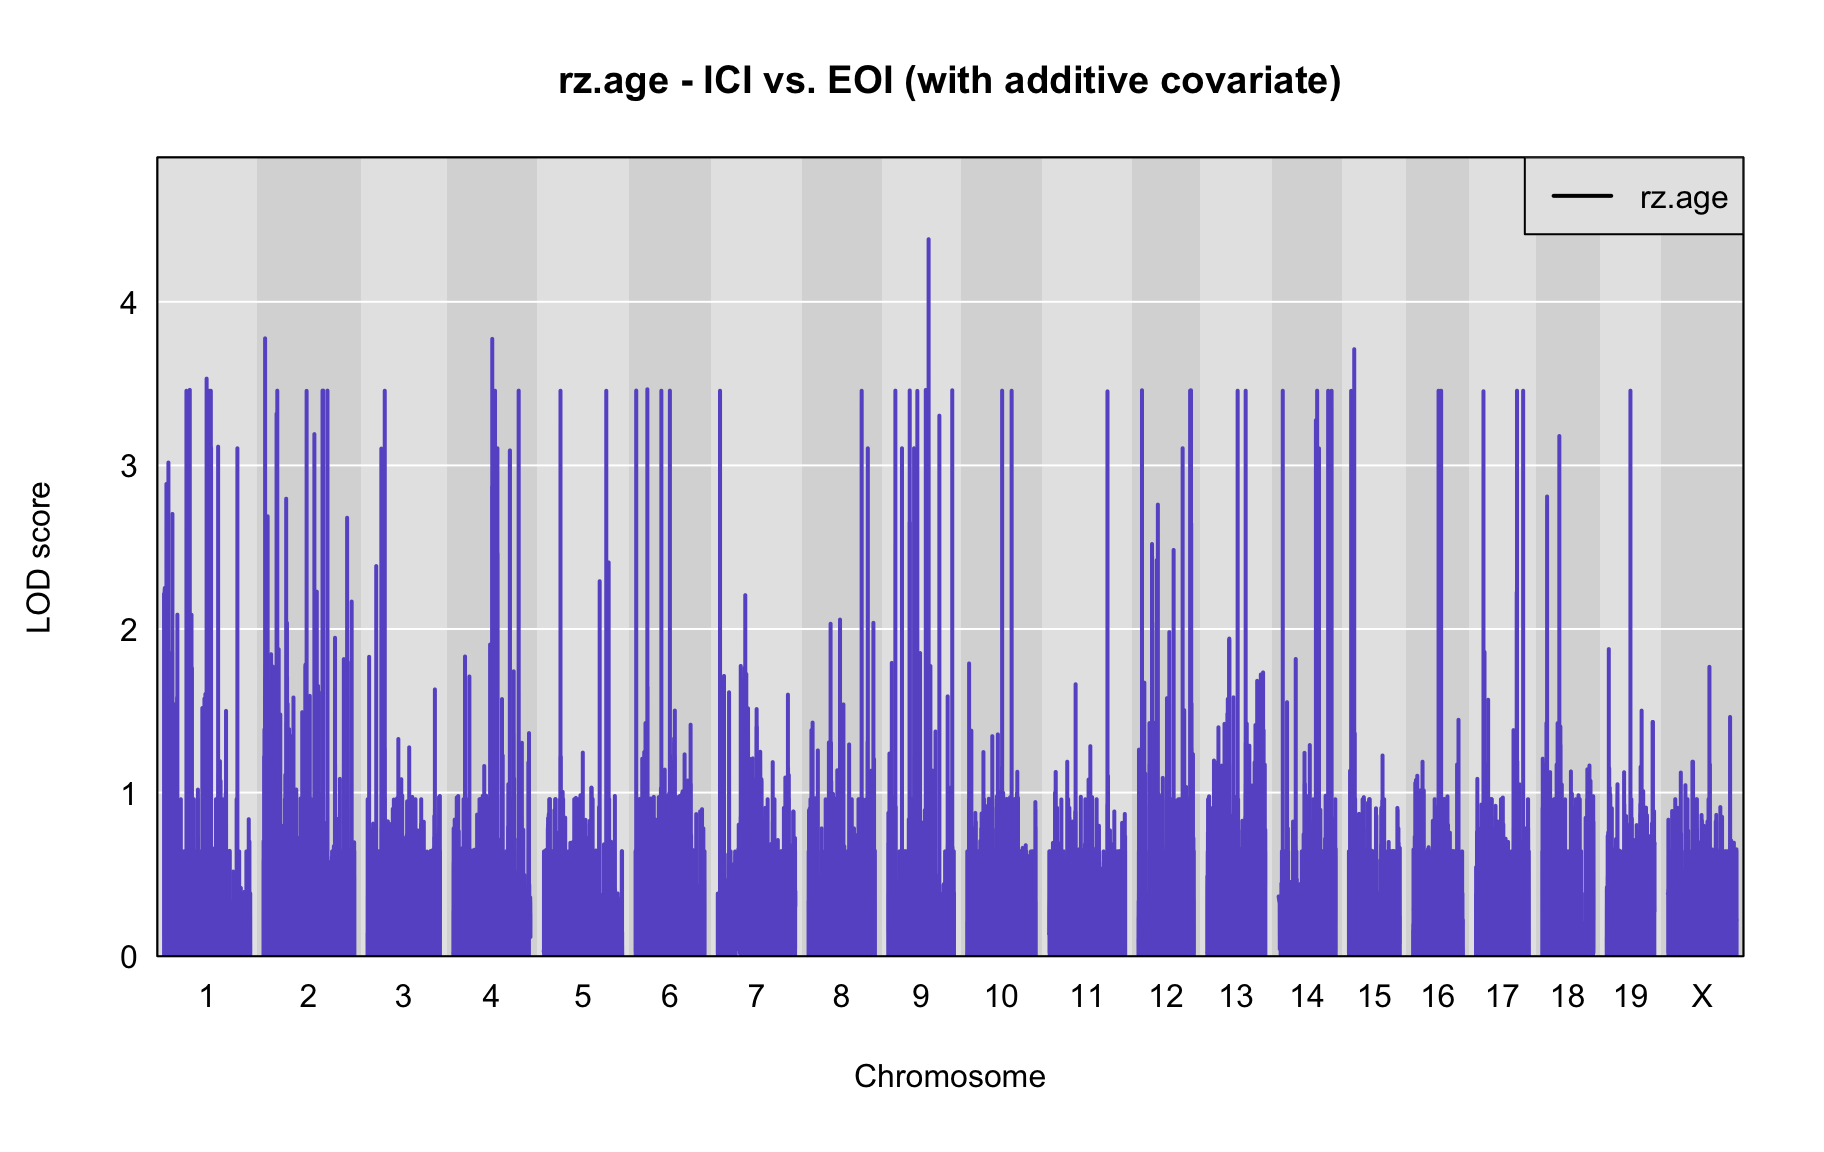 rz.age - ICI vs. EOI (with additive covariate)
rz.age
4
3
2
1
0
LOD score
1 2 3 4 5 6 7 8 9 10 11 12 13 14 15 16 17 18 19 X
Chromosome